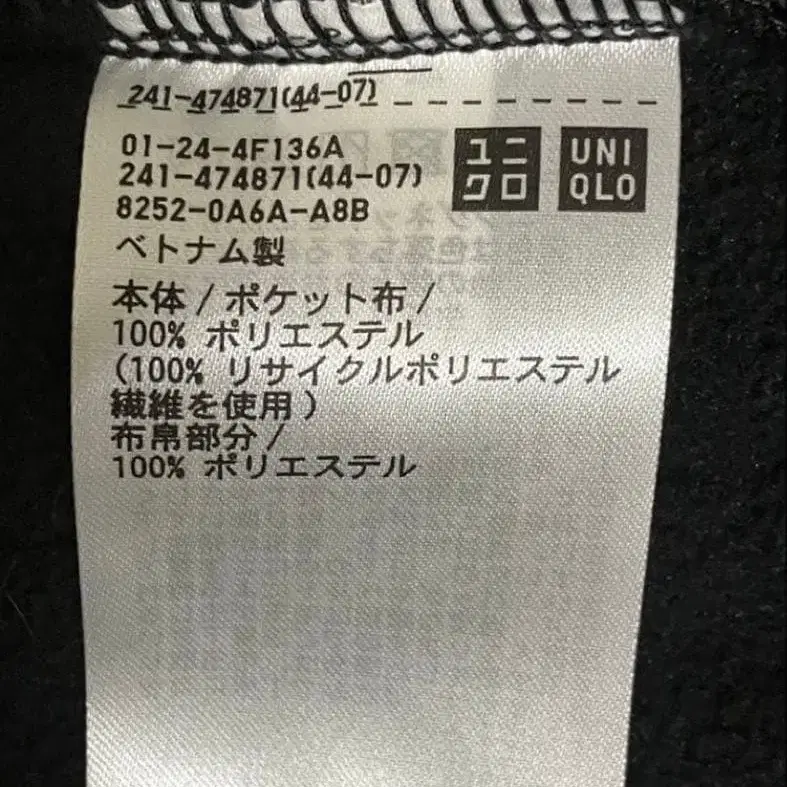 241-474871(44-07)
01-24-4F136A
241-474871(44-07)
8252-0A6A-A8B
ユニ
クロ
UNI
QLO
ベトナム製
本体/ポケット布/
100% ポリエステル
(100% リサイクルポリエステル
繊維を使用)
布帛部分/
100% ポリエステル